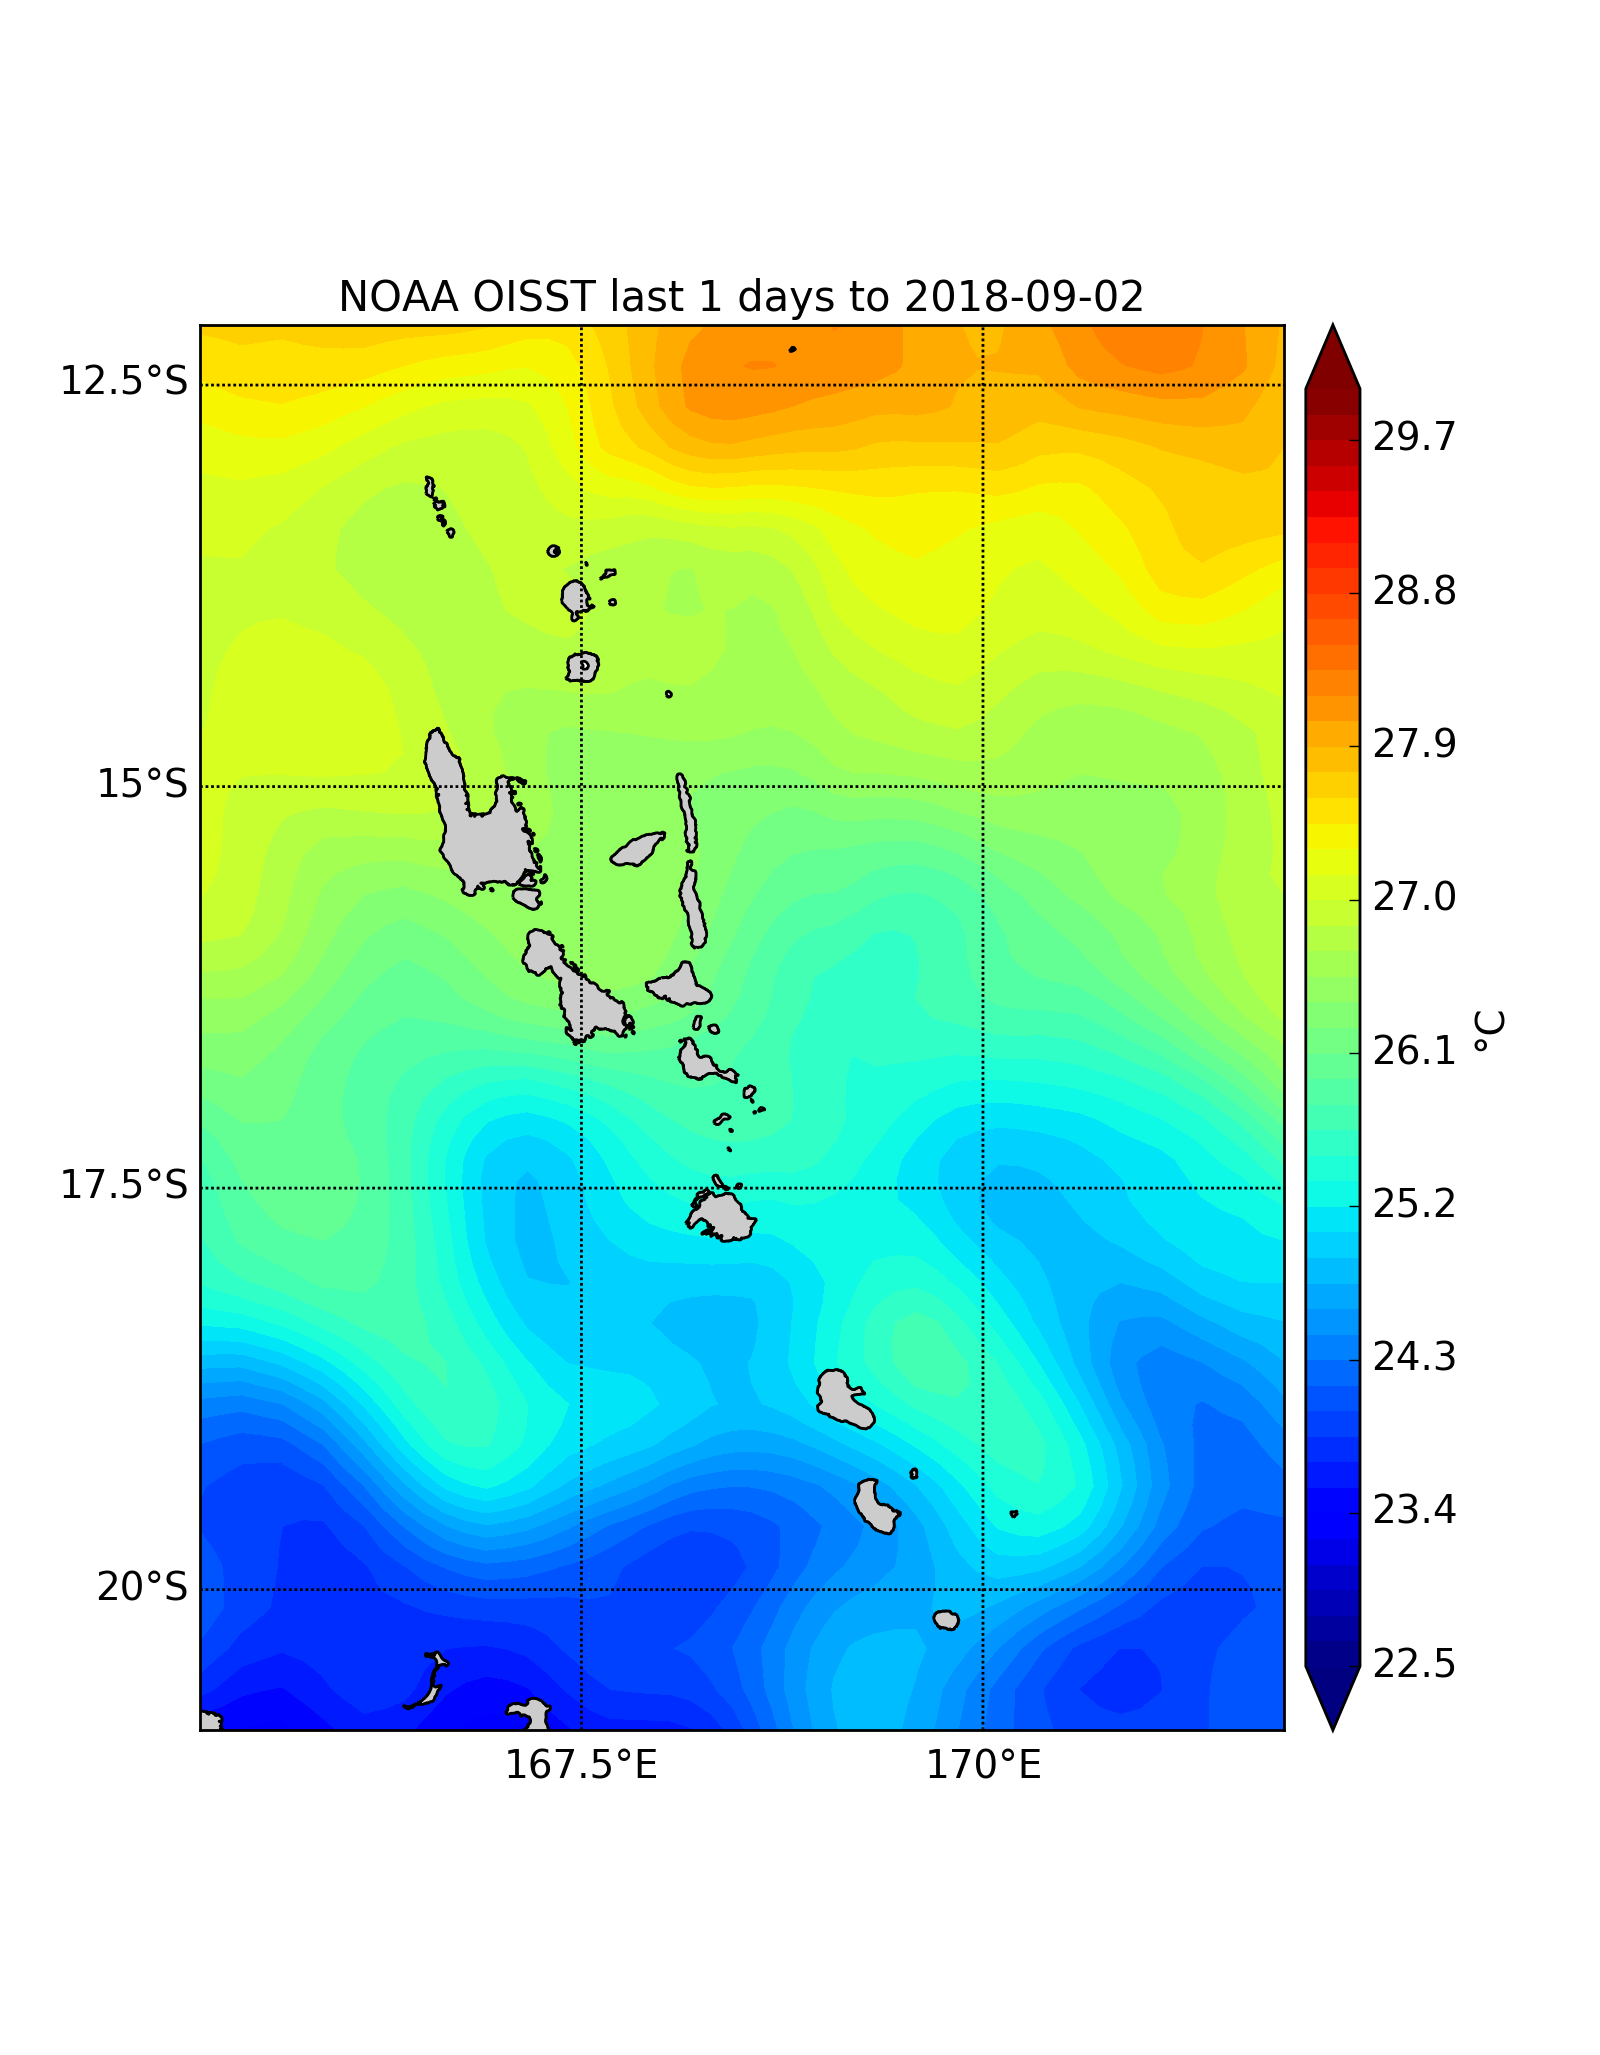 NOAA OISST last 1 days to 2018-09-02
12.5°S
15°S
17.5°S
20°S
167.5°E
170°E
29.7
28.8
27.9
27.0
26.1
25.2
24.3
23.4
22.5
°C